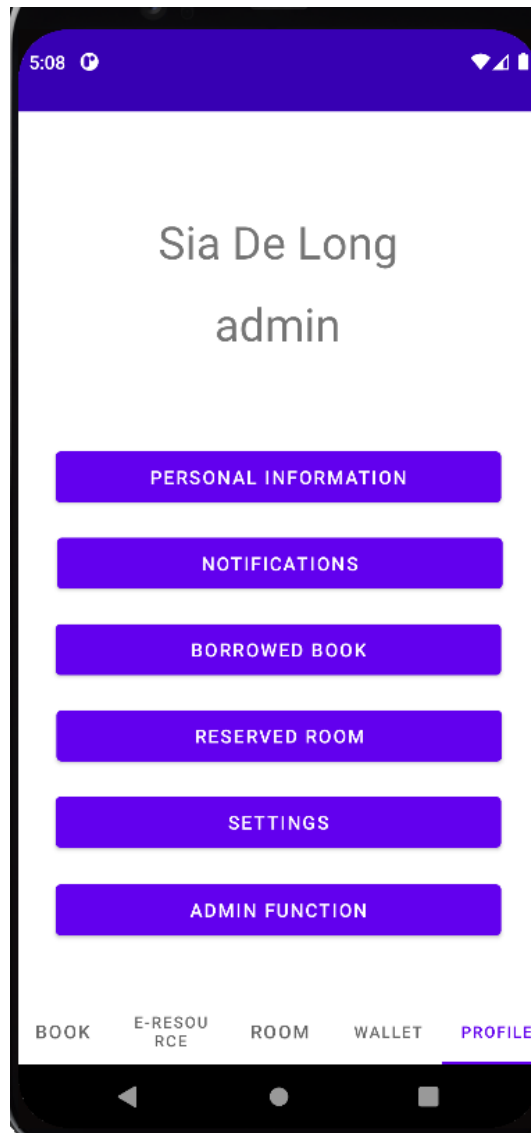 5:08
Sia De Long
admin
PERSONAL INFORMATION
NOTIFICATIONS
BORROWED BOOK
RESERVED ROOM
SETTINGS
ADMIN FUNCTION
BOOK
E-RESOU
RCE
ROOM
WALLET
PROFILE